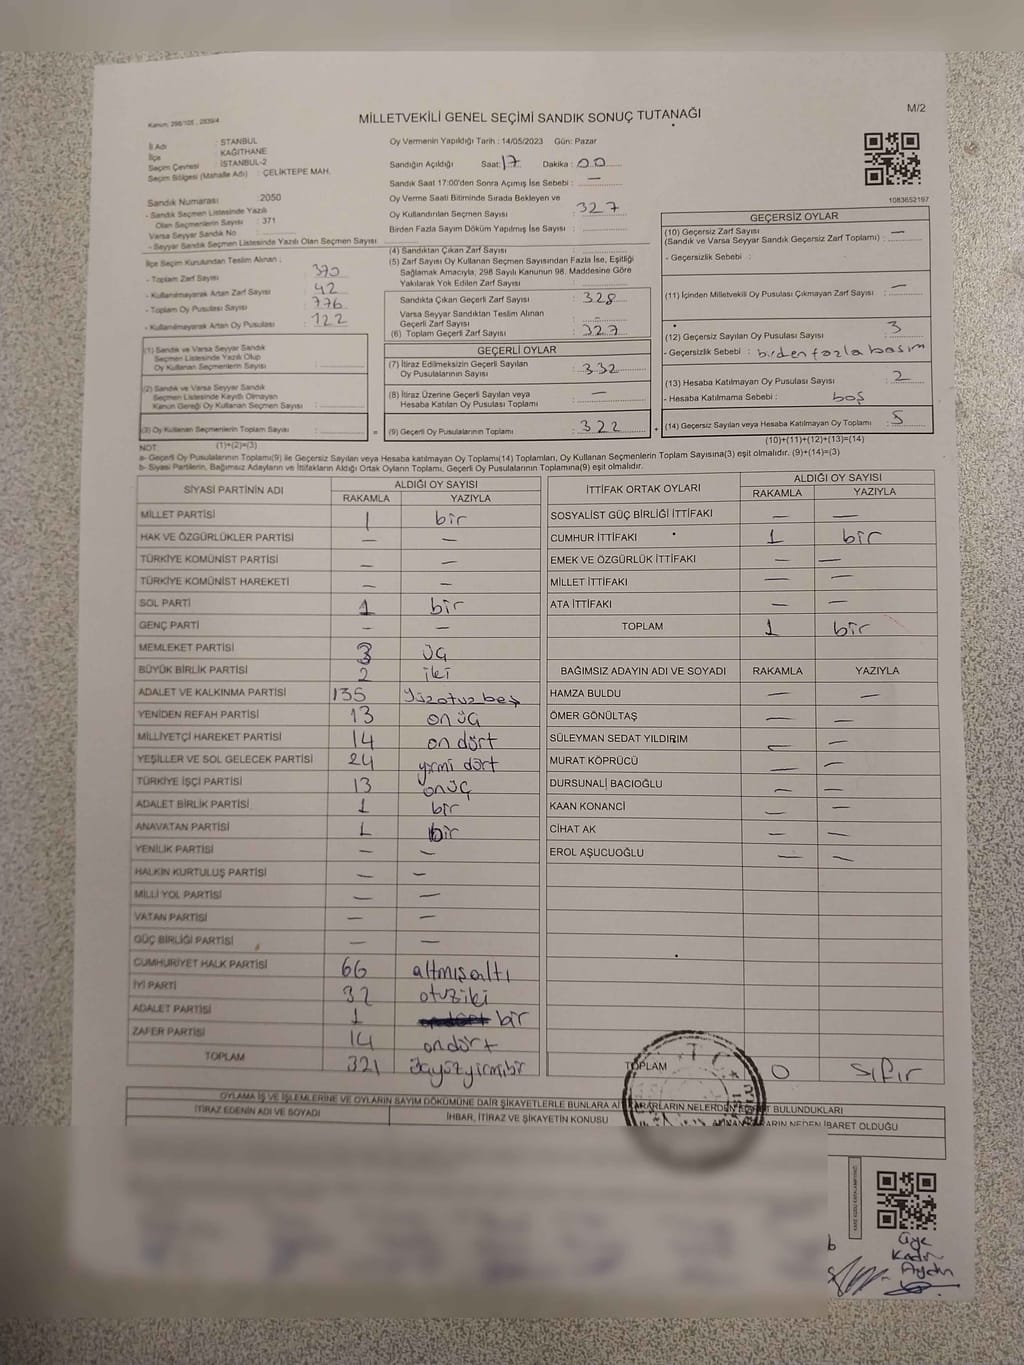 M/2
Kanun: 298/105 , 2839/4
MİLLETVEKİLİ GENEL SEÇİMİ SANDIK SONUÇ TUTANAĞI
İl Adı : İSTANBUL
İlçe : KAĞITHANE
Seçim Çevresi : İSTANBUL-2
Seçim Bölgesi (Mahalle Adı) : ÇELİKTEPE MAH.
Oy Vermenin Yapıldığı Tarih : 14/05/2023 Gün: Pazar
Sandığın Açıldığı Saat: 17 Dakika : 00
Sandık Saat 17:00'den Sonra Açımış İse Sebebi : —
Sandık Numarası :2050
- Sandık Seçmen Listesinde Yazılı
Olan Seçmenlerin Sayısı : 371
Varsa Seyyar Sandık No :
- Seyyar Sandık Seçmen Listesinde Yazılı Olan Seçmen Sayısı
Oy Verme Saati Bitiminde Sırada Bekleyen ve
Oy Kullandırılan Seçmen Sayısı : 327
Birden Fazla Sayım Döküm Yapılmış İse Sayısı :
1083652197
İlçe Seçim Kurulundan Teslim Alınan ;
- Toplam Zarf Sayısı : 370
- Kullanılmayarak Artan Zarf Sayısı : 42
- Toplam Oy Pusulası Sayısı : 776
- Kullanılmayarak Artan Oy Pusulası : 122
(4) Sandıktan Çıkan Zarf Sayısı :
(5) Zarf Sayısı Oy Kullanan Seçmen Sayısından Fazla İse, Eşitliği
Sağlamak Amacıyla, 298 Sayılı Kanunun 98. Maddesine Göre
Yakılarak Yok Edilen Zarf Sayısı :
Sandıkta Çıkan Geçerli Zarf Sayısı : 328
Varsa Seyyar Sandıktan Teslim Alınan
Geçerli Zarf Sayısı : —
(6) Toplam Geçerli Zarf Sayısı : 327
GEÇERSİZ OYLAR
(10) Geçersiz Zarf Sayısı : —
(Sandık ve Varsa Seyyar Sandık Geçersiz Zarf Toplamı) :
- Geçersizlik Sebebi :
(11) İçinden Milletvekili Oy Pusulası Çıkmayan Zarf Sayısı : —
(12) Geçersiz Sayılan Oy Pusulası Sayısı : 3
- Geçersizlik Sebebi : birden fazla basım
(13) Hesaba Katılmayan Oy Pusulası Sayısı : 2
- Hesaba Katılmama Sebebi : boş
(14) Geçersiz Sayılan veya Hesaba Katılmayan Oy Toplamı : 5
(10)+(11)+(12)+(13)=(14)
(1) Sandık ve Varsa Seyyar Sandık
Seçmen Listesinde Yazılı Olup
Oy Kullanan Seçmenlerin Sayısı :
(2) Sandık ve Varsa Seyyar Sandık
Seçmen Listesinde Kayıtlı Olmayan
Kanun Gereği Oy Kullanan Seçmen Sayısı :
(3) Oy Kullanan Seçmenlerin Toplam Sayısı :
(1)+(2)=(3)
GEÇERLİ OYLAR
(7) İtiraz Edilmeksizin Geçerli Sayılan
Oy Pusulalarının Sayısı : 332
(8) İtiraz Üzerine Geçerli Sayılan veya
Hesaba Katılan Oy Pusulası Toplamı : —
(9) Geçerli Oy Pusulalarının Toplamı : 322
NOT:
a- Geçerli Oy Pusulalarının Toplamı(9) ile Geçersiz Sayılan veya Hesaba katılmayan Oy Toplamı(14) Toplamları, Oy Kullanan Seçmenlerin Toplam Sayısına(3) eşit olmalıdır. (9)+(14)=(3)
b- Siyasi Partilerin, Bağımsız Adayların ve İttifakların Aldığı Ortak Oyların Toplamı, Geçerli Oy Pusulalarının Toplamına(9) eşit olmalıdır.
SİYASİ PARTİNİN ADI ALDIĞI OY SAYISI
RAKAMLA YAZIYLA
MİLLET PARTİSİ 1 bir
HAK VE ÖZGÜRLÜKLER PARTİSİ — —
TÜRKİYE KOMÜNİST PARTİSİ — —
TÜRKİYE KOMÜNİST HAREKETİ — —
SOL PARTİ 1 bir
GENÇ PARTİ — —
MEMLEKET PARTİSİ 3 üç
BÜYÜK BİRLİK PARTİSİ 2 iki
ADALET VE KALKINMA PARTİSİ 135 yüzotuzbeş
YENİDEN REFAH PARTİSİ 13 on üç
MİLLİYETÇİ HAREKET PARTİSİ 14 on dört
YEŞİLLER VE SOL GELECEK PARTİSİ 24 yirmi dört
TÜRKİYE İŞÇİ PARTİSİ 13 onüç
ADALET BİRLİK PARTİSİ 1 bir
ANAVATAN PARTİSİ 1 bir
YENİLİK PARTİSİ — —
HALKIN KURTULUŞ PARTİSİ — —
MİLLİ YOL PARTİSİ — —
VATAN PARTİSİ — —
GÜÇ BİRLİĞİ PARTİSİ — —
CUMHURİYET HALK PARTİSİ 66 altmışaltı
İYİ PARTİ 32 otuziki
ADALET PARTİSİ 1 bir
ZAFER PARTİSİ 14 ondört
TOPLAM 321 üçyüzyirmibir
İTTİFAK ORTAK OYLARI ALDIĞI OY SAYISI
RAKAMLA YAZIYLA
SOSYALİST GÜÇ BİRLİĞİ İTTİFAKI — —
CUMHUR İTTİFAKI 1 bir
EMEK VE ÖZGÜRLÜK İTTİFAKI — —
MİLLET İTTİFAKI — —
ATA İTTİFAKI — —
TOPLAM 1 bir
BAĞIMSIZ ADAYIN ADI VE SOYADI RAKAMLA YAZIYLA
HAMZA BULDU — —
ÖMER GÖNÜLTAŞ — —
SÜLEYMAN SEDAT YILDIRIM — —
MURAT KÖPRÜCÜ — —
DURSUNALİ BACIOĞLU — —
KAAN KONANCİ — —
CİHAT AK — —
EROL AŞUCUOĞLU — —
TOPLAM 0 sıfır
OYLAMA İŞ VE İŞLEMLERİNE VE OYLARIN SAYIM DÖKÜMÜNE DAİR ŞİKAYETLERLE BUNLARA KARARLARIN NELERDEN BULUNDUKLARI
İTİRAZ EDENİN ADI VE SOYADI İHBAR, İTİRAZ VE ŞİKAYETİN KONUSU NEDEN İBARET OLDUĞU
üye
Kadir
Aydın